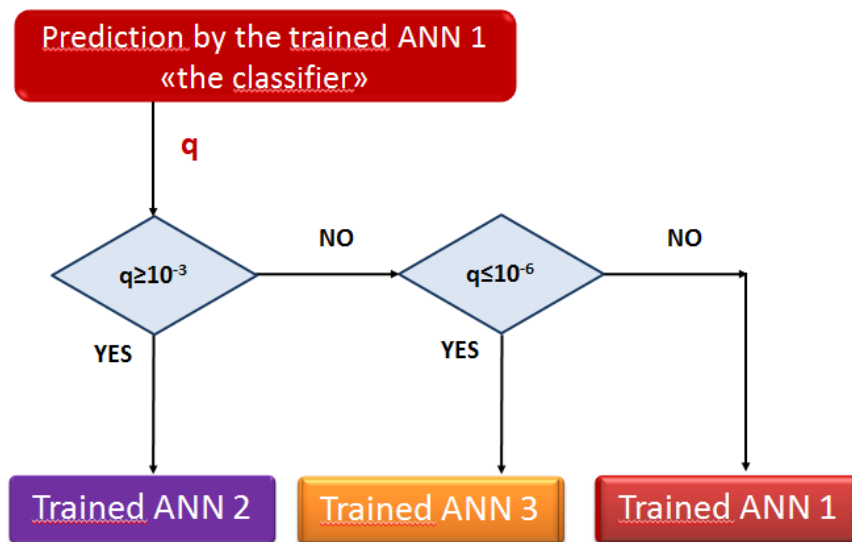 Prediction by the trained ANN 1
«the classifier»
q
NO
NO
q≥10⁻³
q≤10⁻⁶
YES
YES
Trained ANN 2
Trained ANN 3
Trained ANN 1